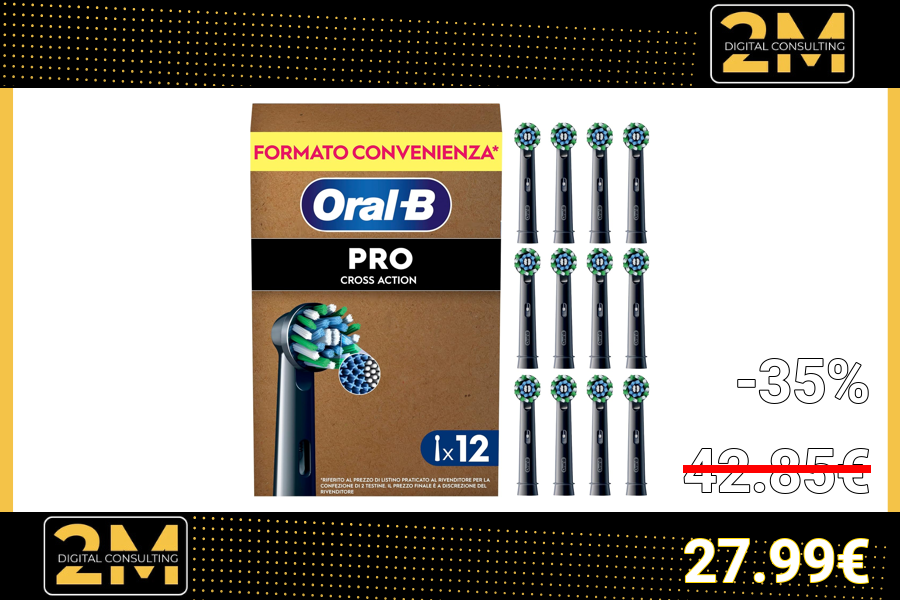 2M
DIGITAL CONSULTING
FORMATO CONVENIENZA*
Oral-B
PRO
CROSS ACTION
x12
*RIFERITO AL PREZZO DI LISTINO PRATICATO AL RIVENDITORE PER LA
CONFEZIONE DI 2 TESTINE. IL PREZZO FINALE È A DISCREZIONE DEL
RIVENDITORE
-35%
42.85€
2M
DIGITAL CONSULTING
27.99€